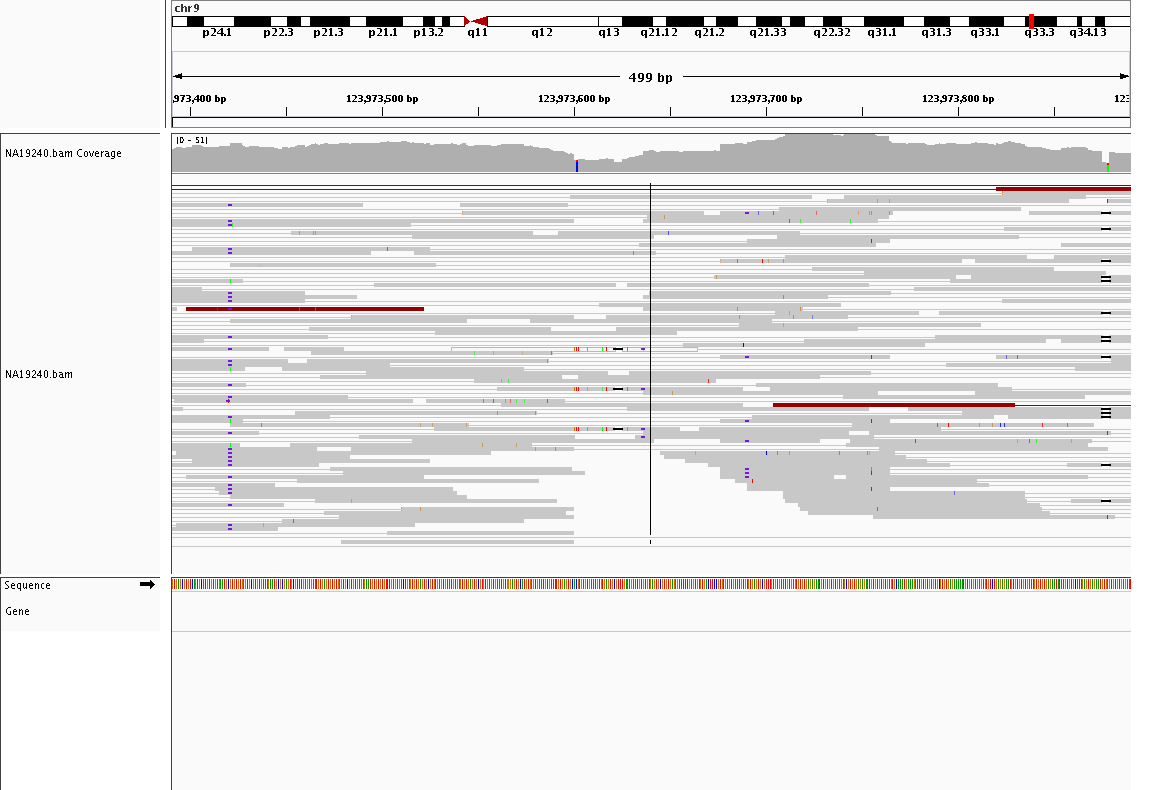 chr9
p24.1 p22.3 p21.3 p21.1 p13.2 q11 q12 q13 q21.12 q21.2 q21.33 q22.32 q31.1 q31.3 q33.1 q33.3 q34.13
499 bp
,973,400 bp 123,973,500 bp 123,973,600 bp 123,973,700 bp 123,973,800 bp 123
NA19240.bam Coverage
[0 - 51]
NA19240.bam
Sequence
Gene